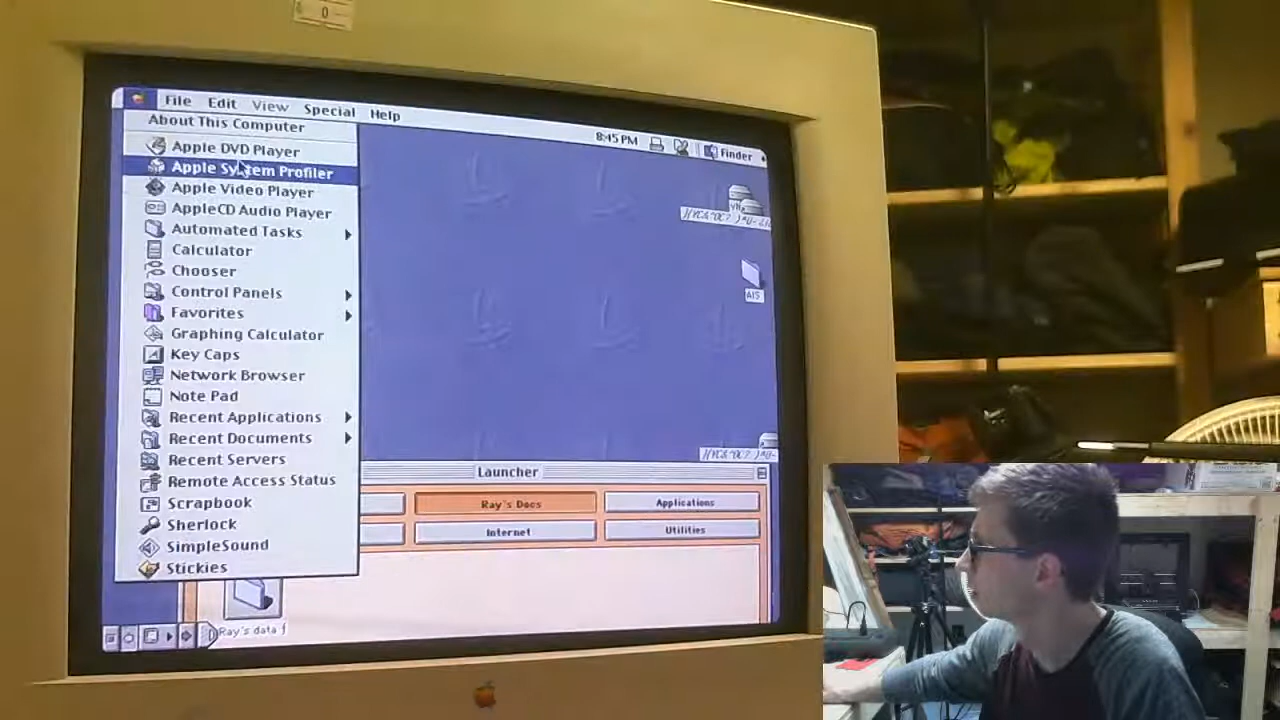 0
File Edit View Special Help
8:45 PM Finder
About This Computer
Apple DVD Player
Apple System Profiler
Apple Video Player
AppleCD Audio Player
Automated Tasks
Calculator
Chooser
Control Panels
Favorites
Graphing Calculator
Key Caps
Network Browser
Note Pad
Recent Applications
Recent Documents
Recent Servers
Remote Access Status
Scrapbook
Sherlock
SimpleSound
Stickies
Launcher
Ray's Docs Applications
Internet Utilities
Ray's data f